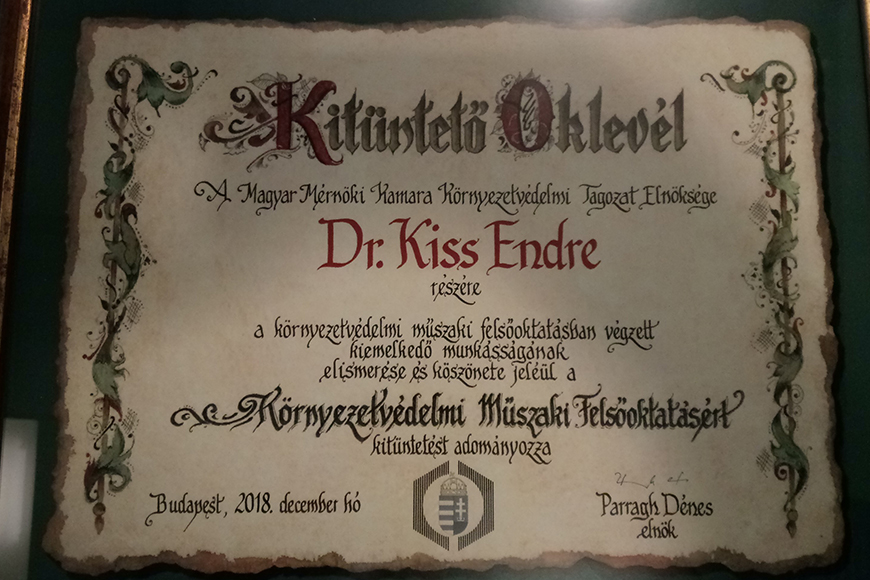 Kitüntető Oklevél
A Magyar Mérnöki Kamara Környezetvédelmi Tagozat Elnöksége
Dr. Kiss Endre
részére
a környezetvédelmi műszaki felsőoktatásban végzett
kiemelkedő munkásságának
elismerése és köszönete jeléül a
Környezetvédelmi Műszaki Felsőoktatásért
kitüntetést adományozza
Budapest, 2018. december hó
Parragh Dénes
elnök